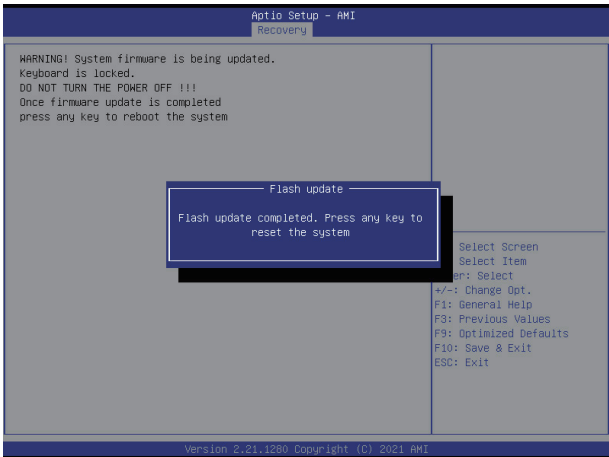 Aptio Setup - AMI
Recovery
WARNING! System firmware is being updated.
Keyboard is locked.
DO NOT TURN THE POWER OFF !!!
Once firmware update is completed
press any key to reboot the system
Flash update
Flash update completed. Press any key to
reset the system
Select Screen
Select Item
er: Select
+/-: Change Opt.
F1: General Help
F3: Previous Values
F9: Optimized Defaults
F10: Save & Exit
ESC: Exit
Version 2.21.1280 Copyright (C) 2021 AMI